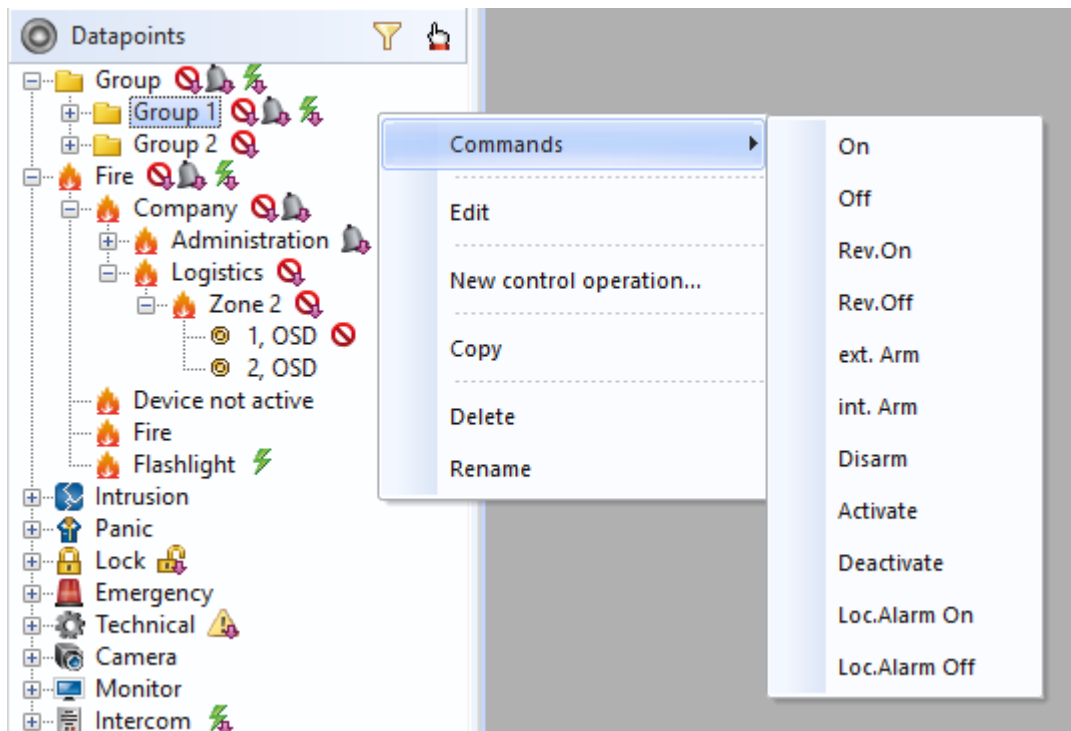 Datapoints
Group
Group 1
Group 2
Fire
Company
Administration
Logistics
Zone 2
1, OSD
2, OSD
Device not active
Fire
Flashlight
Intrusion
Panic
Lock
Emergency
Technical
Camera
Monitor
Intercom
Commands
Edit
New control operation...
Copy
Delete
Rename
On
Off
Rev.On
Rev.Off
ext. Arm
int. Arm
Disarm
Activate
Deactivate
Loc.Alarm On
Loc.Alarm Off